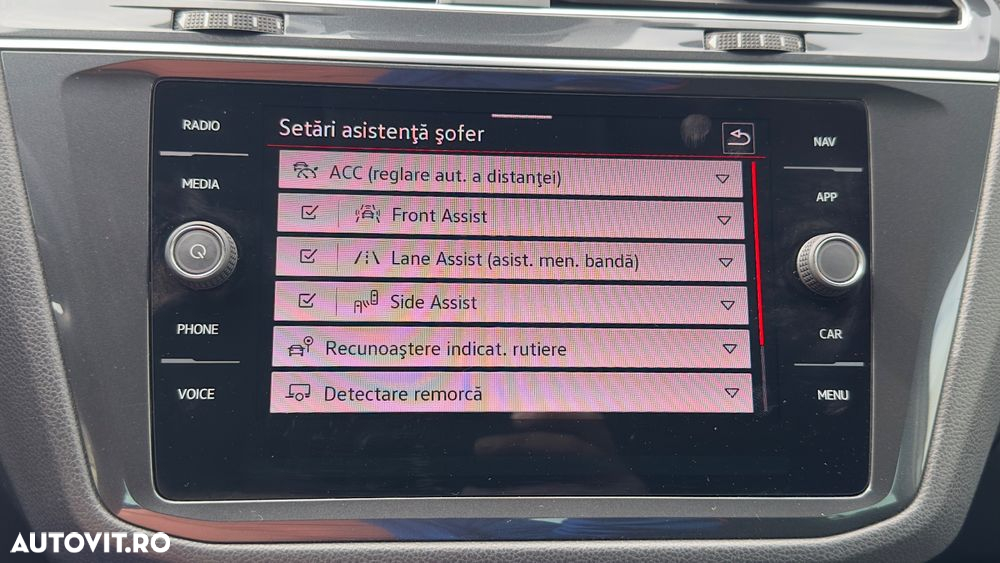 RADIO
MEDIA
PHONE
VOICE
Setări asistenţă şofer
ACC (reglare aut. a distanţei)
Front Assist
Lane Assist (asist. men. bandă)
Side Assist
Recunoaştere indicat. rutiere
Detectare remorcă
NAV
APP
CAR
MENU
AUTOVIT.RO